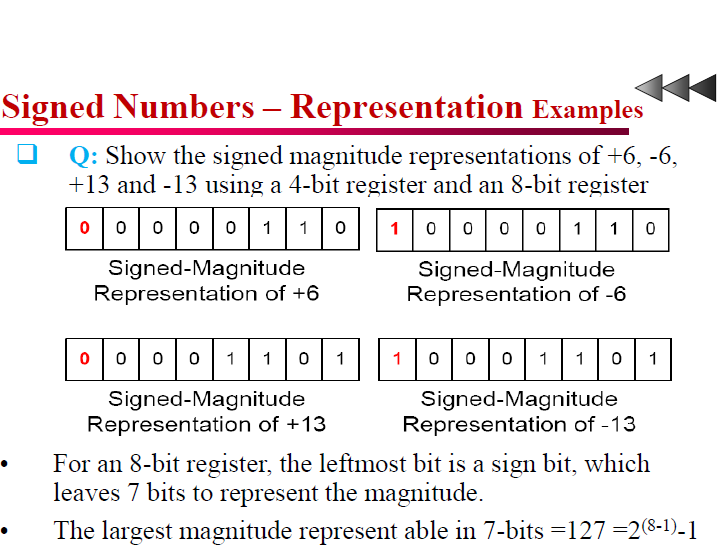 Signed Numbers – Representation Examples
❑ Q: Show the signed magnitude representations of +6, -6,
+13 and -13 using a 4-bit register and an 8-bit register
0 0 0 0 0 1 1 0
1 0 0 0 0 1 1 0
Signed-Magnitude
Representation of +6
Signed-Magnitude
Representation of -6
0 0 0 0 1 1 0 1
1 0 0 0 1 1 0 1
Signed-Magnitude
Representation of +13
Signed-Magnitude
Representation of -13
• For an 8-bit register, the leftmost bit is a sign bit, which
leaves 7 bits to represent the magnitude.
• The largest magnitude represent able in 7-bits =127 =2⁽⁸⁻¹⁾-1